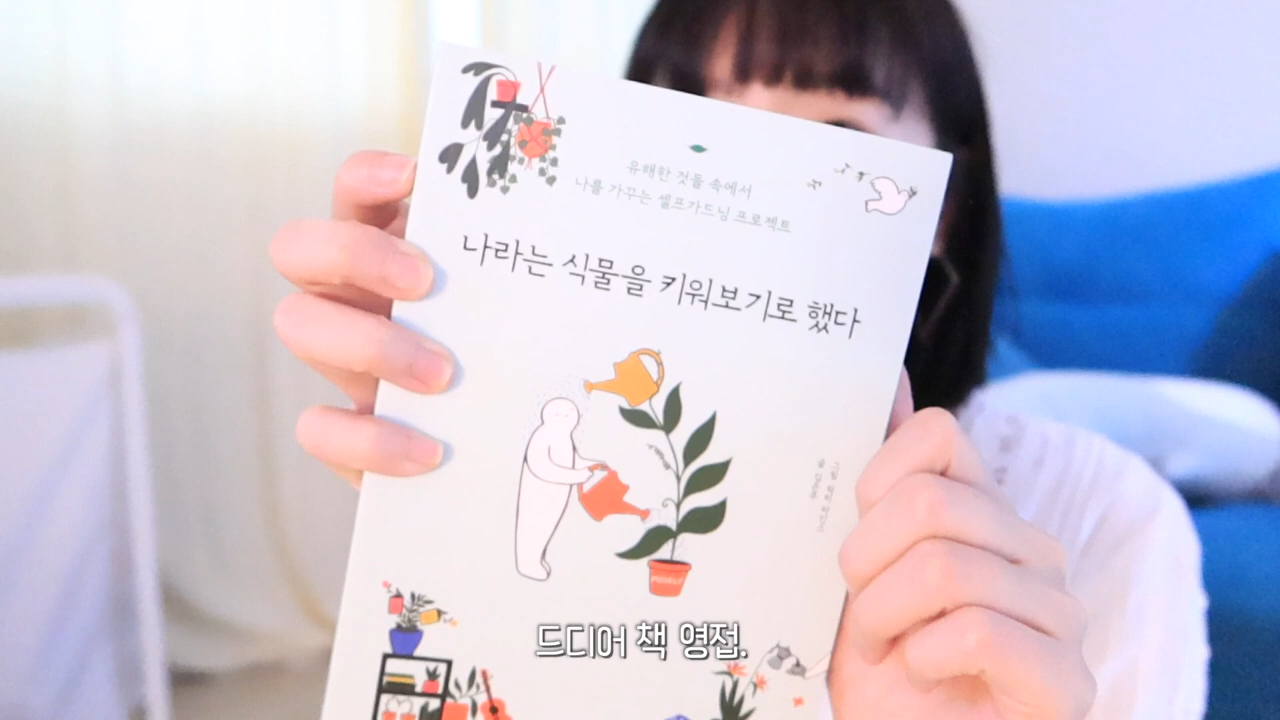 유해한 것들 속에서
나를 가꾸는 셀프가드닝 프로젝트
나라는 식물을 키워보기로 했다
드디어 책 영접.